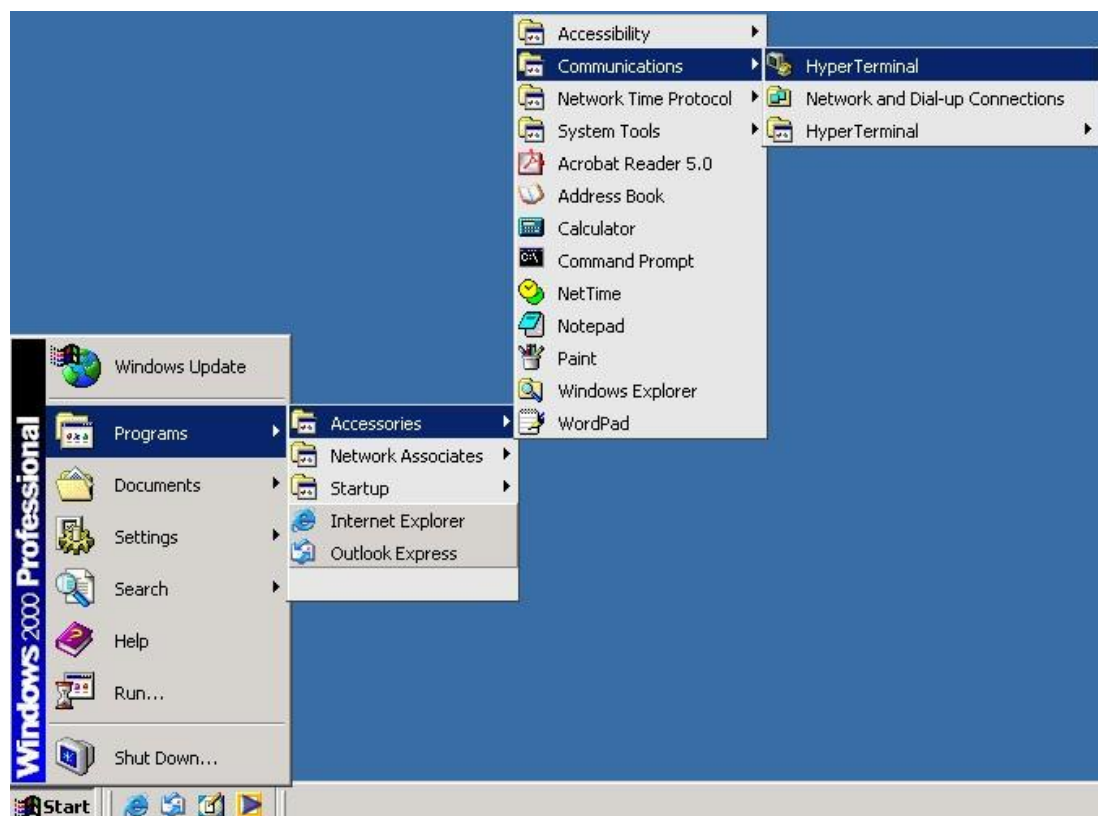 Accessibility
Communications
Network Time Protocol
System Tools
Acrobat Reader 5.0
Address Book
Calculator
Command Prompt
NetTime
Notepad
Paint
Windows Explorer
WordPad
HyperTerminal
Network and Dial-up Connections
HyperTerminal
Accessories
Network Associates
Startup
Internet Explorer
Outlook Express
Windows Update
Programs
Documents
Settings
Search
Help
Run...
Shut Down...
Windows 2000 Professional
Start